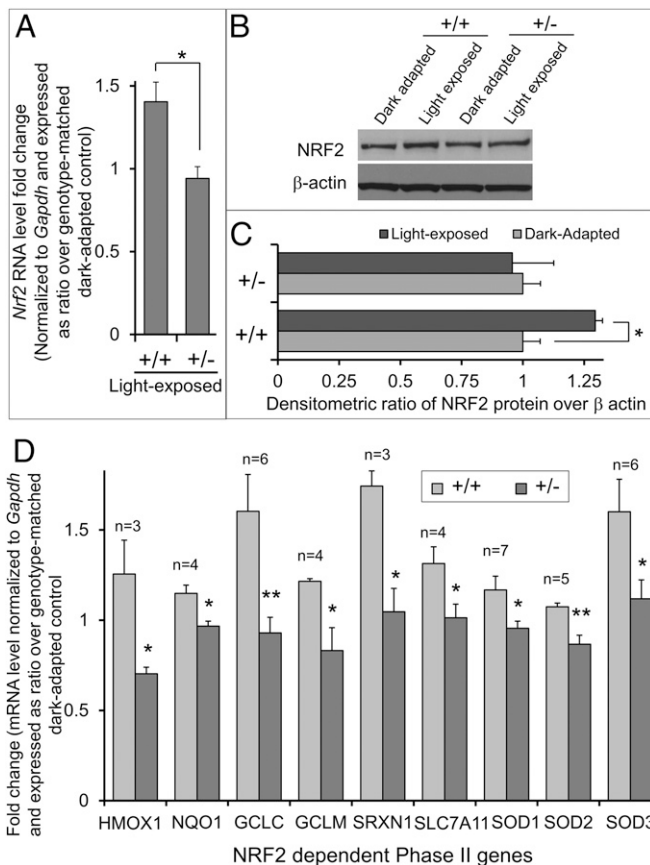 A
Nrf2 RNA level fold change
(Normalized to Gapdh and expressed
as ratio over genotype-matched
dark-adapted control)
*
1.5
1
0.5
0
+/+ +/-
Light-exposed
B
+/+ +/-
Dark adapted
Light exposed
Dark adapted
Light exposed
NRF2
β-actin
C
Light-exposed Dark-Adapted
+/-
+/+
*
0 0.25 0.5 0.75 1 1.25
Densitometric ratio of NRF2 protein over β actin
D
Fold change (mRNA level normalized to Gapdh
and expressed as ratio over genotype-matched
dark-adapted control
+/+ +/-
1.5
1
0.5
0
n=3 n=4 n=6 n=4 n=3 n=4 n=7 n=5 n=6
* * ** * * * * ** *
HMOX1 NQO1 GCLC GCLM SRXN1 SLC7A11 SOD1 SOD2 SOD3
NRF2 dependent Phase II genes